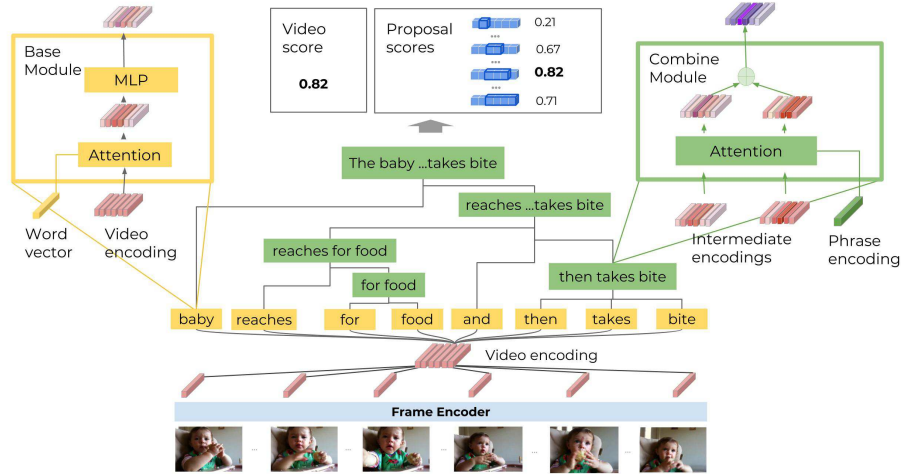 Base
Module
MLP
Attention
Word
vector
Video
encoding
Video
score
0.82
Proposal
scores
0.21
...
0.67
...
0.82
...
0.71
Combine
Module
Attention
Intermediate
encodings
Phrase
encoding
The baby ...takes bite
reaches ...takes bite
reaches for food
for food
then takes bite
baby
reaches
for
food
and
then
takes
bite
Video encoding
Frame Encoder
... ... ... ... ...